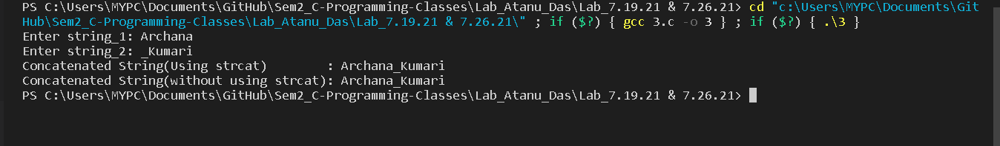 PS C:\Users\MYPC\Documents\GitHub\Sem2_C-Programming-Classes\Lab_Atanu_Das\Lab_7.19.21 & 7.26.21> cd "c:\Users\MYPC\Documents\Git
Hub\Sem2_C-Programming-Classes\Lab_Atanu_Das\Lab_7.19.21 & 7.26.21\" ; if ($?) { gcc 3.c -o 3 } ; if ($?) { .\3 }
Enter string_1: Archana
Enter string_2: _Kumari
Concatenated String(Using strcat)        : Archana_Kumari
Concatenated String(without using strcat): Archana_Kumari
PS C:\Users\MYPC\Documents\GitHub\Sem2_C-Programming-Classes\Lab_Atanu_Das\Lab_7.19.21 & 7.26.21>